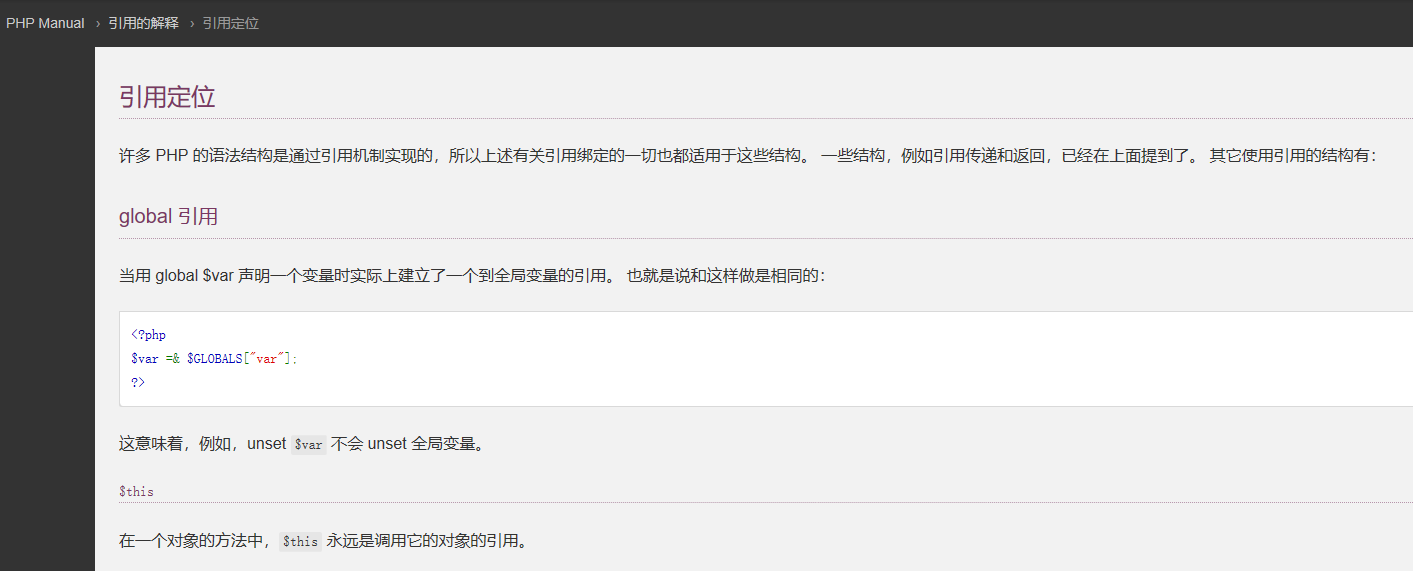 PHP Manual › 引用的解释 › 引用定位
引用定位
许多 PHP 的语法结构是通过引用机制实现的，所以上述有关引用绑定的一切也都适用于这些结构。 一些结构，例如引用传递和返回，已经在上面提到了。 其它使用引用的结构有：
global 引用
当用 global $var 声明一个变量时实际上建立了一个到全局变量的引用。 也就是说和这样做是相同的：
<?php
$var =& $GLOBALS["var"];
?>
这意味着，例如，unset $var 不会 unset 全局变量。
$this
在一个对象的方法中，$this 永远是调用它的对象的引用。